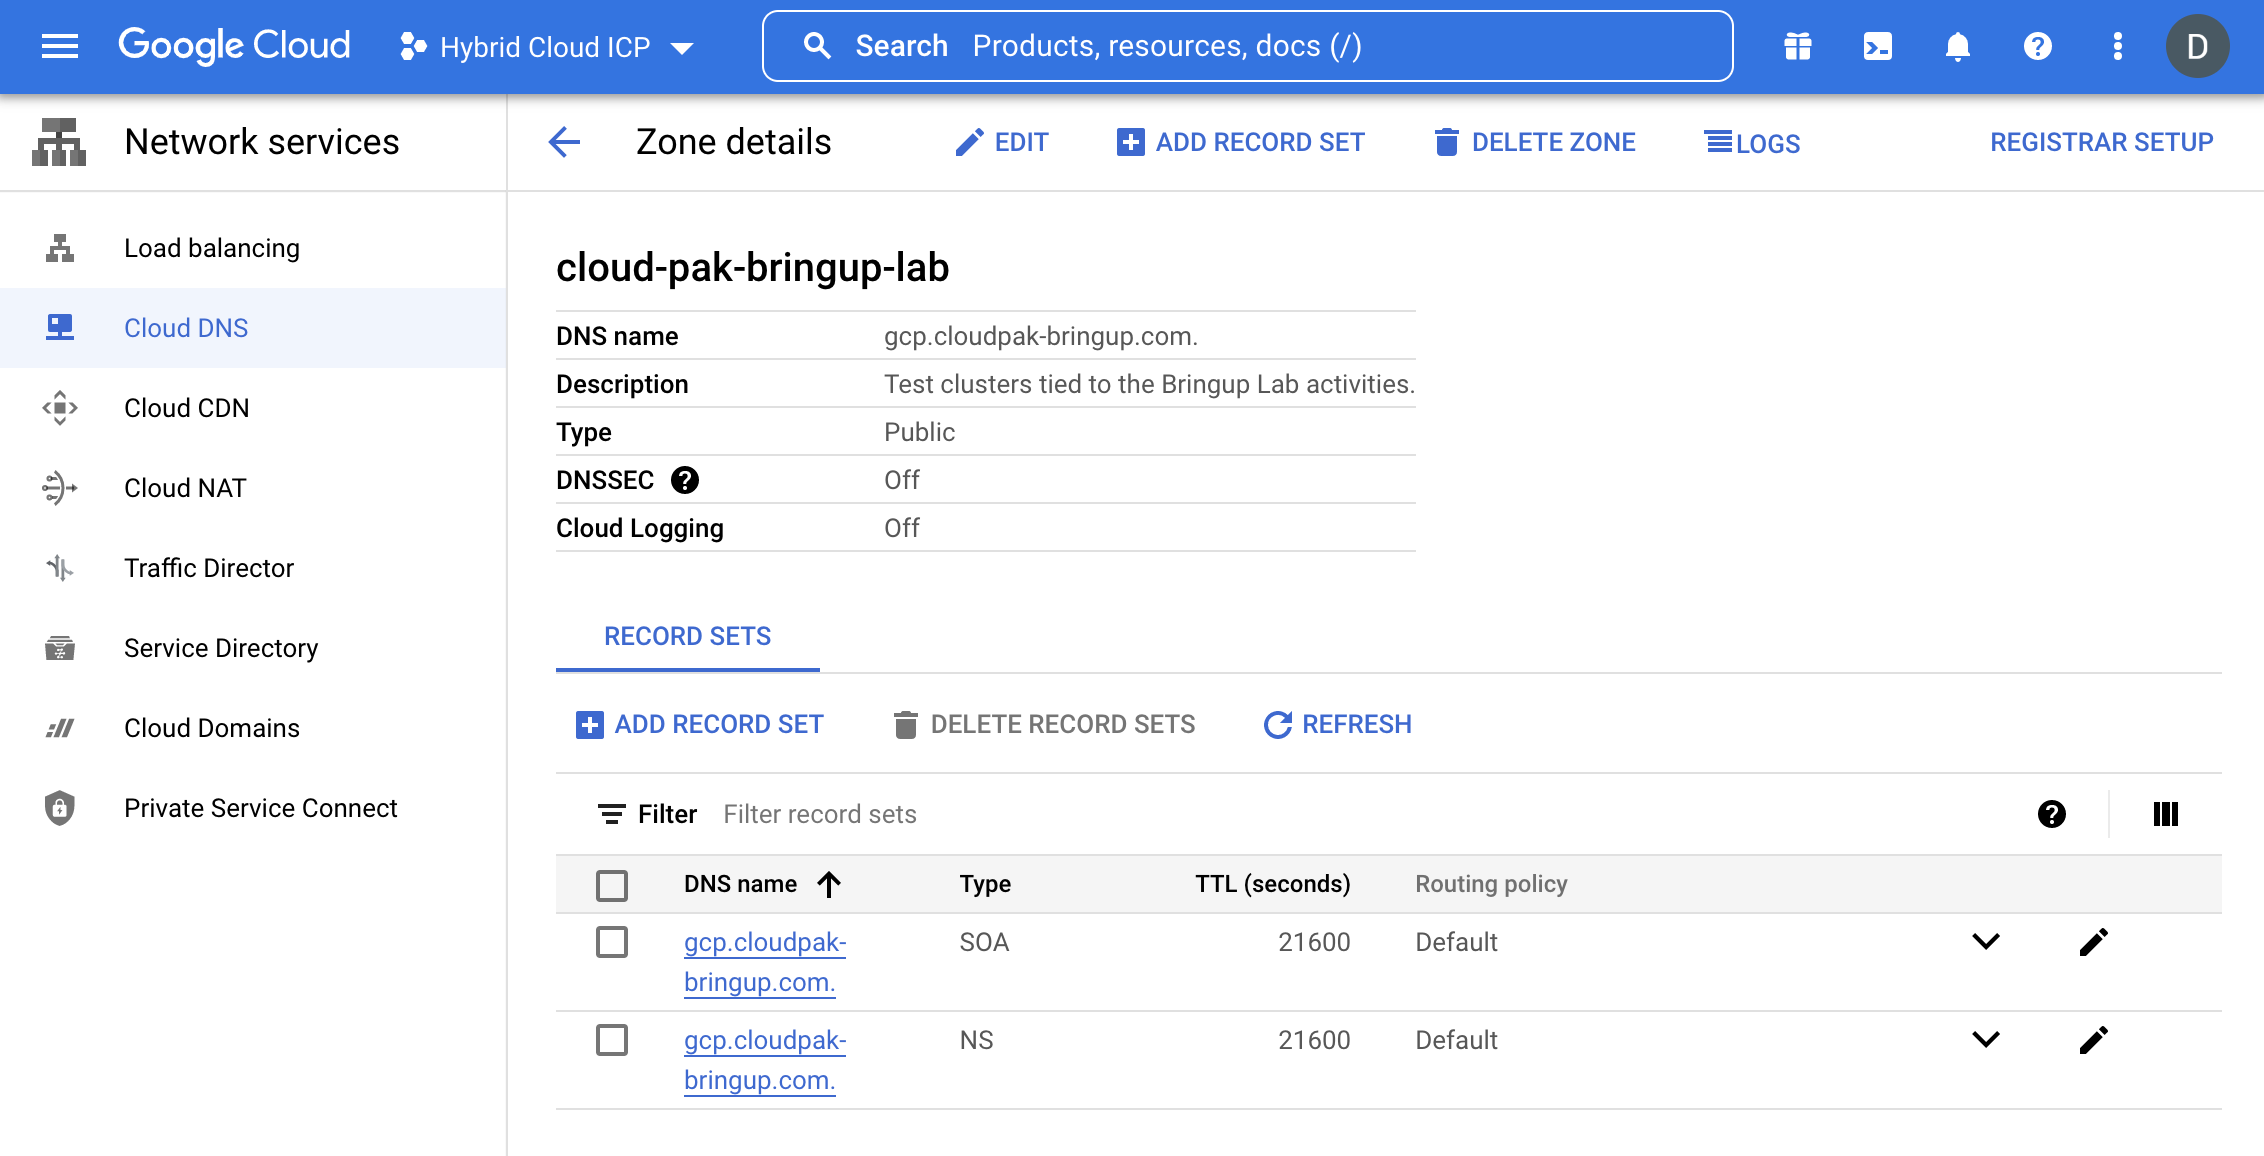 Google Cloud
Hybrid Cloud ICP
Search Products, resources, docs (/)
D
Network services
Zone details
EDIT
ADD RECORD SET
DELETE ZONE
LOGS
REGISTRAR SETUP
Load balancing
Cloud DNS
Cloud CDN
Cloud NAT
Traffic Director
Service Directory
Cloud Domains
Private Service Connect
cloud-pak-bringup-lab
DNS name gcp.cloudpak-bringup.com.
Description Test clusters tied to the Bringup Lab activities.
Type Public
DNSSEC Off
Cloud Logging Off
RECORD SETS
ADD RECORD SET DELETE RECORD SETS REFRESH
Filter Filter record sets
DNS name Type TTL (seconds) Routing policy
gcp.cloudpak- SOA 21600 Default
bringup.com.
gcp.cloudpak- NS 21600 Default
bringup.com.